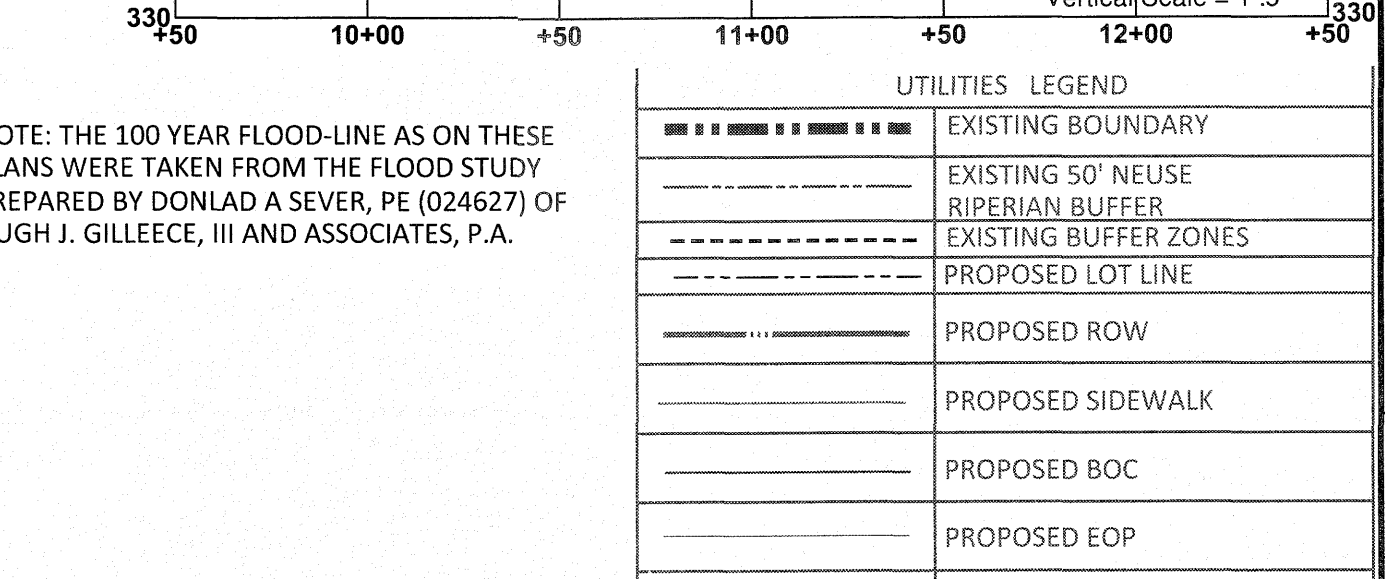 Vertical Scale = 1":5'
330 330
+50 10+00 +50 11+00 +50 12+00 +50
OTE: THE 100 YEAR FLOOD-LINE AS ON THESE
LANS WERE TAKEN FROM THE FLOOD STUDY
REPARED BY DONLAD A SEVER, PE (024627) OF
UGH J. GILLEECE, III AND ASSOCIATES, P.A.
UTILITIES LEGEND
EXISTING BOUNDARY
EXISTING 50' NEUSE
RIPERIAN BUFFER
EXISTING BUFFER ZONES
PROPOSED LOT LINE
PROPOSED ROW
PROPOSED SIDEWALK
PROPOSED BOC
PROPOSED EOP